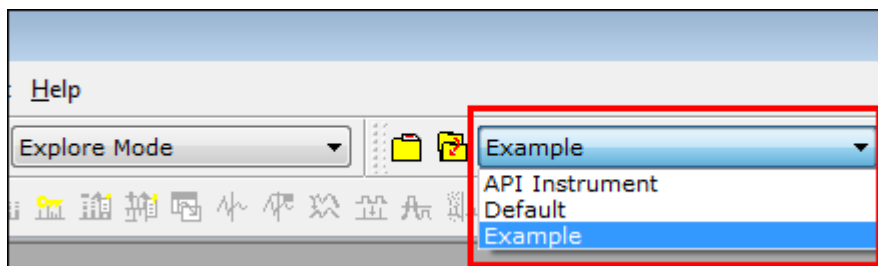 Help
Explore Mode
Example
API Instrument
Default
Example